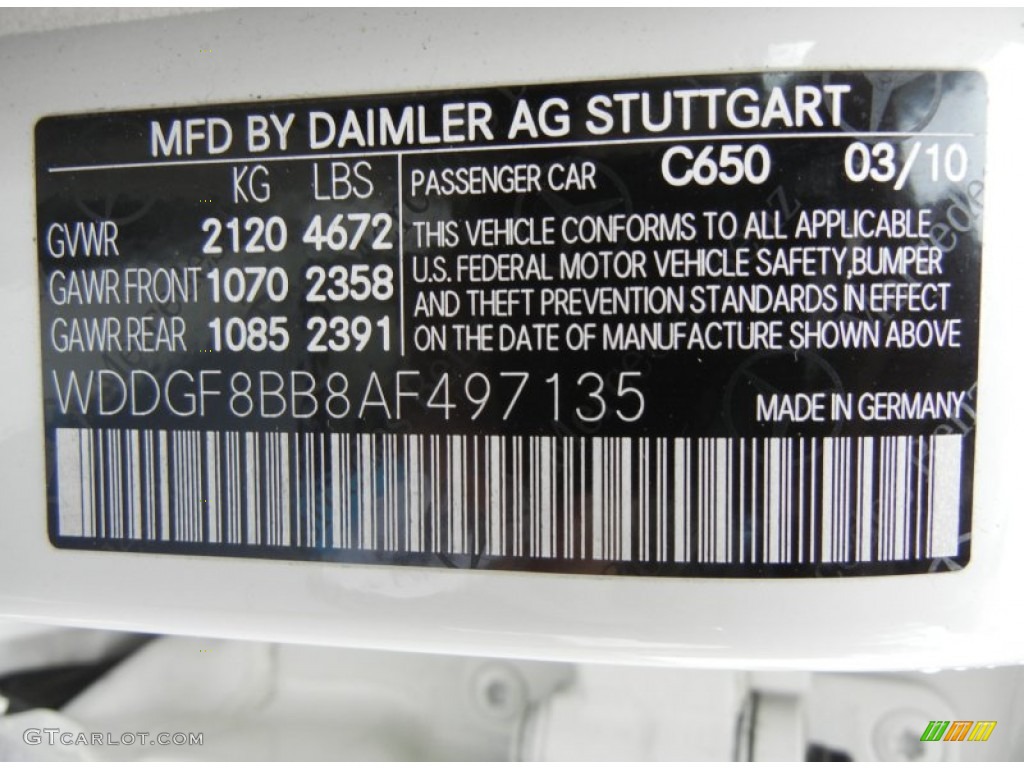 MFD BY DAIMLER AG STUTTGART
KG LBS
GVWR 2120 4672
GAWR FRONT 1070 2358
GAWR REAR 1085 2391
PASSENGER CAR C650 03/10
THIS VEHICLE CONFORMS TO ALL APPLICABLE
U.S. FEDERAL MOTOR VEHICLE SAFETY,BUMPER
AND THEFT PREVENTION STANDARDS IN EFFECT
ON THE DATE OF MANUFACTURE SHOWN ABOVE
WDDGF8BB8AF497135
MADE IN GERMANY
GTCARLOT.COM